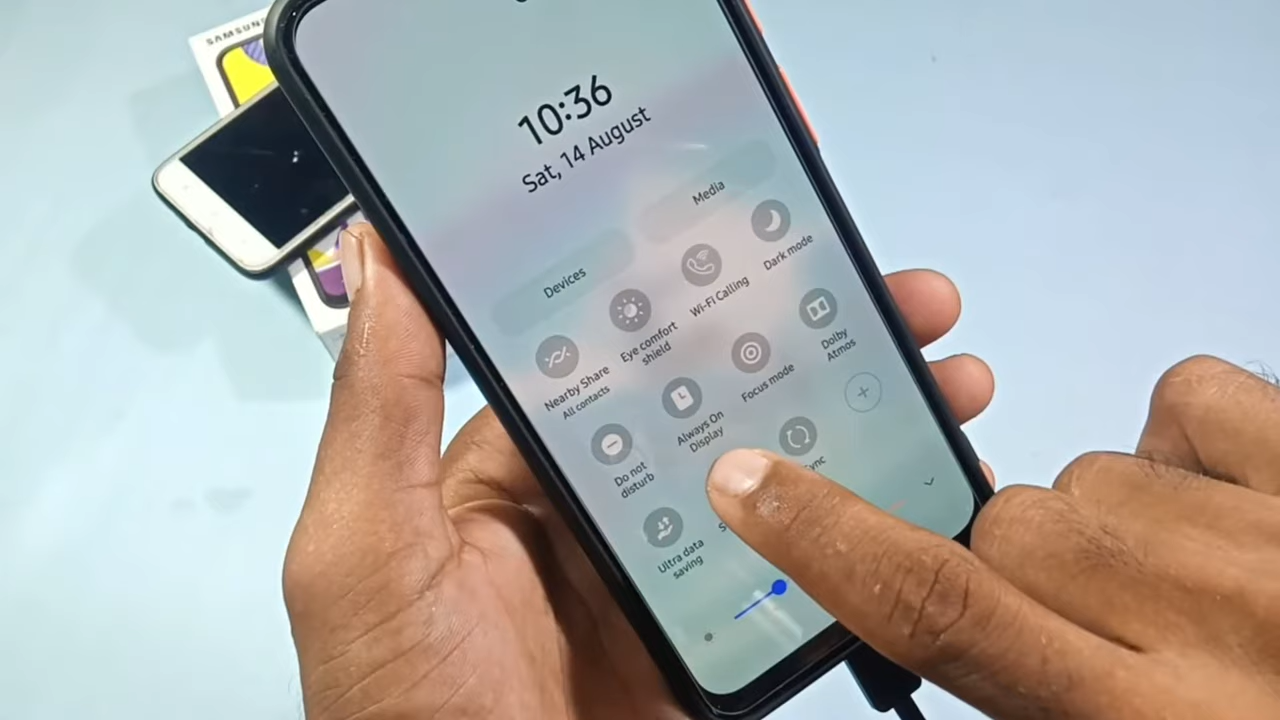 SAMSUNG
10:36
Sat, 14 August
Devices
Media
Nearby Share
All contacts
Eye comfort
shield
Wi-Fi Calling
Dark mode
Do not
disturb
Always On
Display
Focus mode
Dolby
Atmos
Ultra data
saving